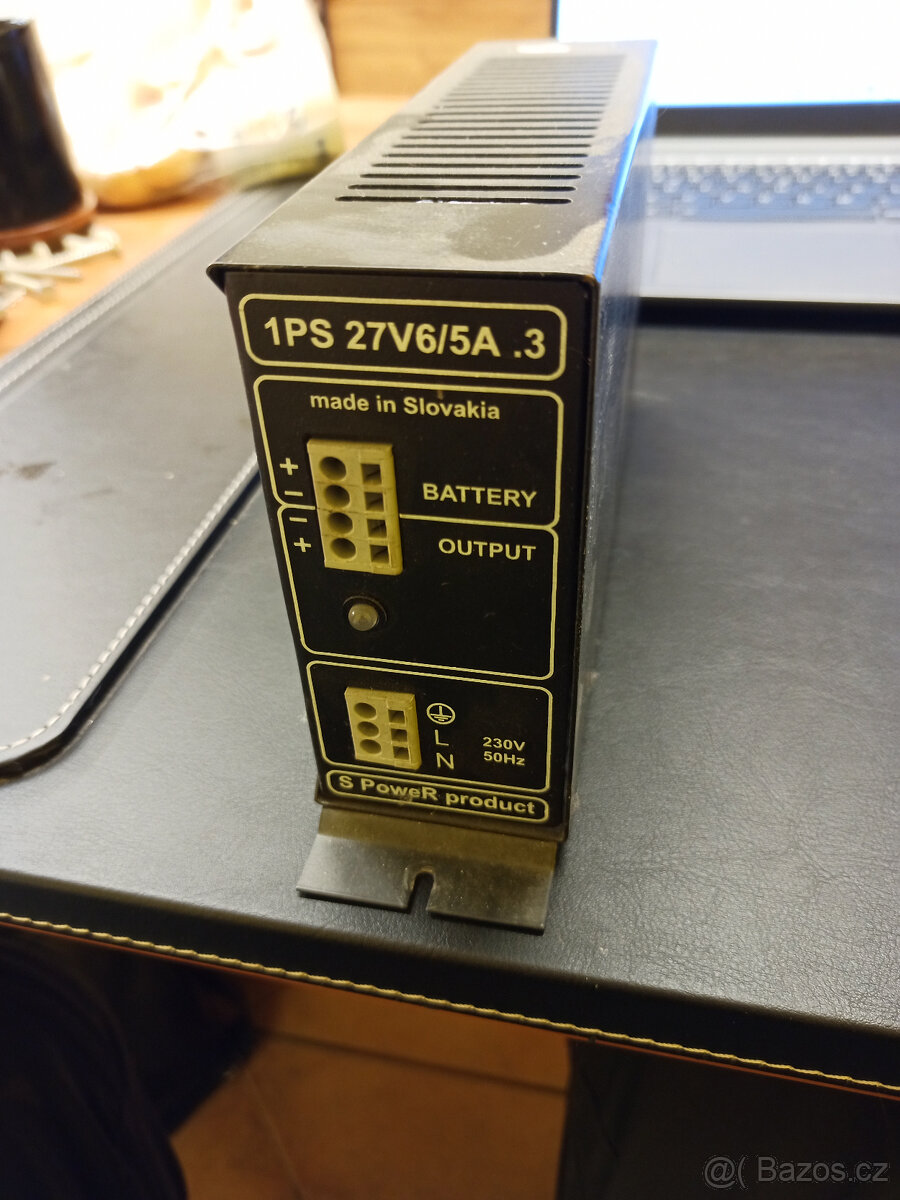 1PS 27V6/5A .3
made in Slovakia
+
−
BATTERY
−
+
OUTPUT
L
N
230V
50Hz
S PoweR product
@( Bazos.cz